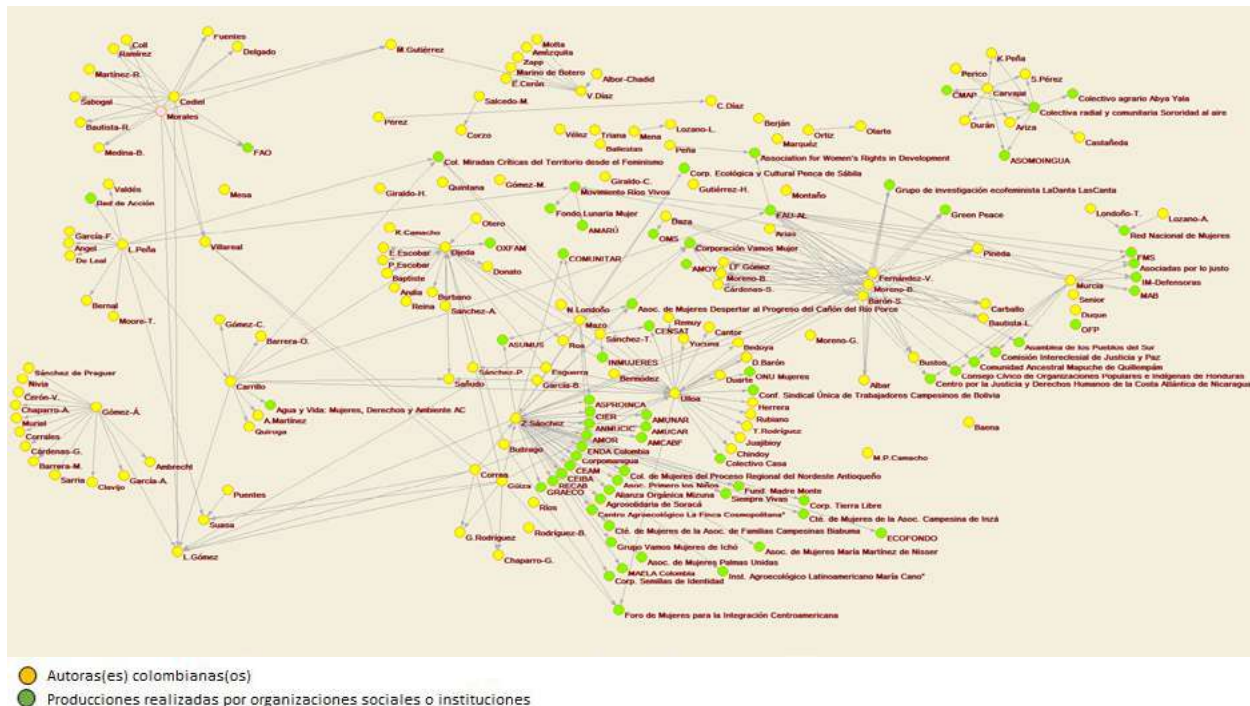 Coll
Ramírez
Fuentes
Delgado
M.Gutiérrez
Martínez-R.
Sabogal
Cediel
Morales
Bautista-R.
Medina-B.
FAO
Mesa
Motta
Amézquita
Zapp
Marino de Botero
E.Cerón
Albor-Chadid
V.Díaz
Salcedo-M.
Corzo
Pérez
C.Díaz
K.Peña
Perico
S.Pérez
CMAP
Carvapa
Colectivo agrario Abya Yala
Colectiva radial y comunitaria Sororidad al aire
Durán
Ariza
Castañeda
ASOMOINGUA
Vélez
Triana
Mena
Lozano-L.
Ballestas
Peña
Berján
Marquéz
Ortiz
Olarte
Col. Miradas Críticas del Territorio desde el Feminismo
Association for Women's Rights in Development
Corp. Ecológica y Cultural Penca de Sábila
Giraldo-H.
Quintana
Gómez-M.
Giraldo-C.
Movimiento Ríos Vivos
Gutiérrez-H.
Montaño
Grupo de investigación ecofeminista LaDanta LasCanta
Fondo Lunaria Mujer
AMARÚ
Daza
Arias
Green Peace
Londoño-T.
Lozano-A.
Red Nacional de Mujeres
Valdés
Red de Acción
García-F.
Angel
De Leal
L.Peña
Villareal
Bernal
Moore-T.
K.Camacho
Otero
E.Escobar
Ojeda
OXFAM
P.Escobar
Baptiste
Donato
Ardila
Burbano
Reina
Sánchez-A.
COMUNITAR
OMS
Corporación Vamos Mujer
AMOY
LF.Gómez
Moreno-B.
Cárdenas-S.
Fernández-V.
Moreno-B.
Barón-S.
Pineda
FMS
Asociadas por lo justo
IM-Defensoras
MAB
Murcia
Senior
Duque
OFP
Carballo
Bautista-L.
N.Londoño
Mazo
Asoc. de Mujeres Despertar al Progreso del Cañón del Río Porce
Remuy
CENSAT
Cantor
Yucuna
Bedoya
Moreno-G.
Bustos
Albar
Asamblea de los Pueblos del Sur
Comisión Intereclesial de Justicia y Paz
Comunidad Ancestral Mapuche de Quillempán
Consejo Cívico de Organizaciones Populares e Indígenas de Honduras
Centro por la Justicia y Derechos Humanos de la Costa Atlántica de Nicaragua
Gómez-C.
Barrera-O.
Carrillo
ASUMUS
Ros
Sánchez-T.
INMUJERES
Sánchez-P.
Esguerra
García-B.
Bermúdez
Sañudo
Ulloa
D.Barón
Duarte
ONU Mujeres
Conf. Sindical Única de Trabajadores Campesinos de Bolivia
Herrera
Rubiano
T.Rodríguez
Juajibioy
Chindoy
Colectivo Casa
Baena
M.P.Camacho
Agua y Vida: Mujeres, Derechos y Ambiente AC
A.Martínez
Quiroga
Sánchez de Praguer
Nivia
Cerón-V.
Chaparro-A.
Muriel
Corrales
Cárdenas-G.
Barrera-M.
Sarria
Clavijo
García-A.
Ambrecht
Gómez-Á.
Puentes
Suasa
L.Gómez
Z.Sánchez
Buitrago
Correa
Güiza
Ríos
G.Rodríguez
Rodríguez-B.
Chaparro-G.
ASPROINCA
CIER
ANMUCIC
AMOR
AMUNAR
AMUCAR
AMCABF
ENDA Colombia
Corpomanigua
CEAM
CEIBA
RECAB
GRAECO
Col. de Mujeres del Proceso Regional del Nordeste Antioqueño
Asoc. Primero los Niños
Fund. Madre Monte
Alianza Orgánica Mizuna
Siempre Vivas
Agrosolidaria de Soracá
Corp. Tierra Libre
Centro Agroecológico La Finca Cosmopolitana*
Cté. de Mujeres de la Asoc. Campesina de Inzá
Cté. de Mujeres de la Asoc. de Familias Campesinas Biabuma
ECOFONDO
Grupo Vamos Mujeres de Ichó
Asoc. de Mujeres María Martínez de Nisser
Asoc. de Mujeres Palmas Unidas
MAELA Colombia
Inst. Agroecológico Latinoamericano María Cano*
Corp. Semillas de Identidad
Foro de Mujeres para la Integración Centroamericana
Autoras(es) colombianas(os)
Producciones realizadas por organizaciones sociales o instituciones